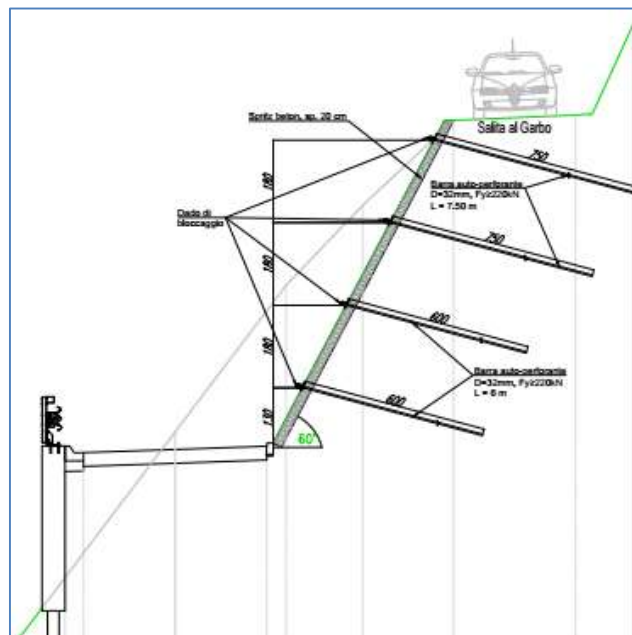 Spritz beton, sp. 20 cm
Salita al Garbo
750
Barra auto-perforante
D=32mm, Fy≥220kN
L = 7.50 m
180
Dado di
bloccaggio
750
180
600
180
Barra auto-perforante
D=32mm, Fy≥220kN
L = 6 m
600
130
60°